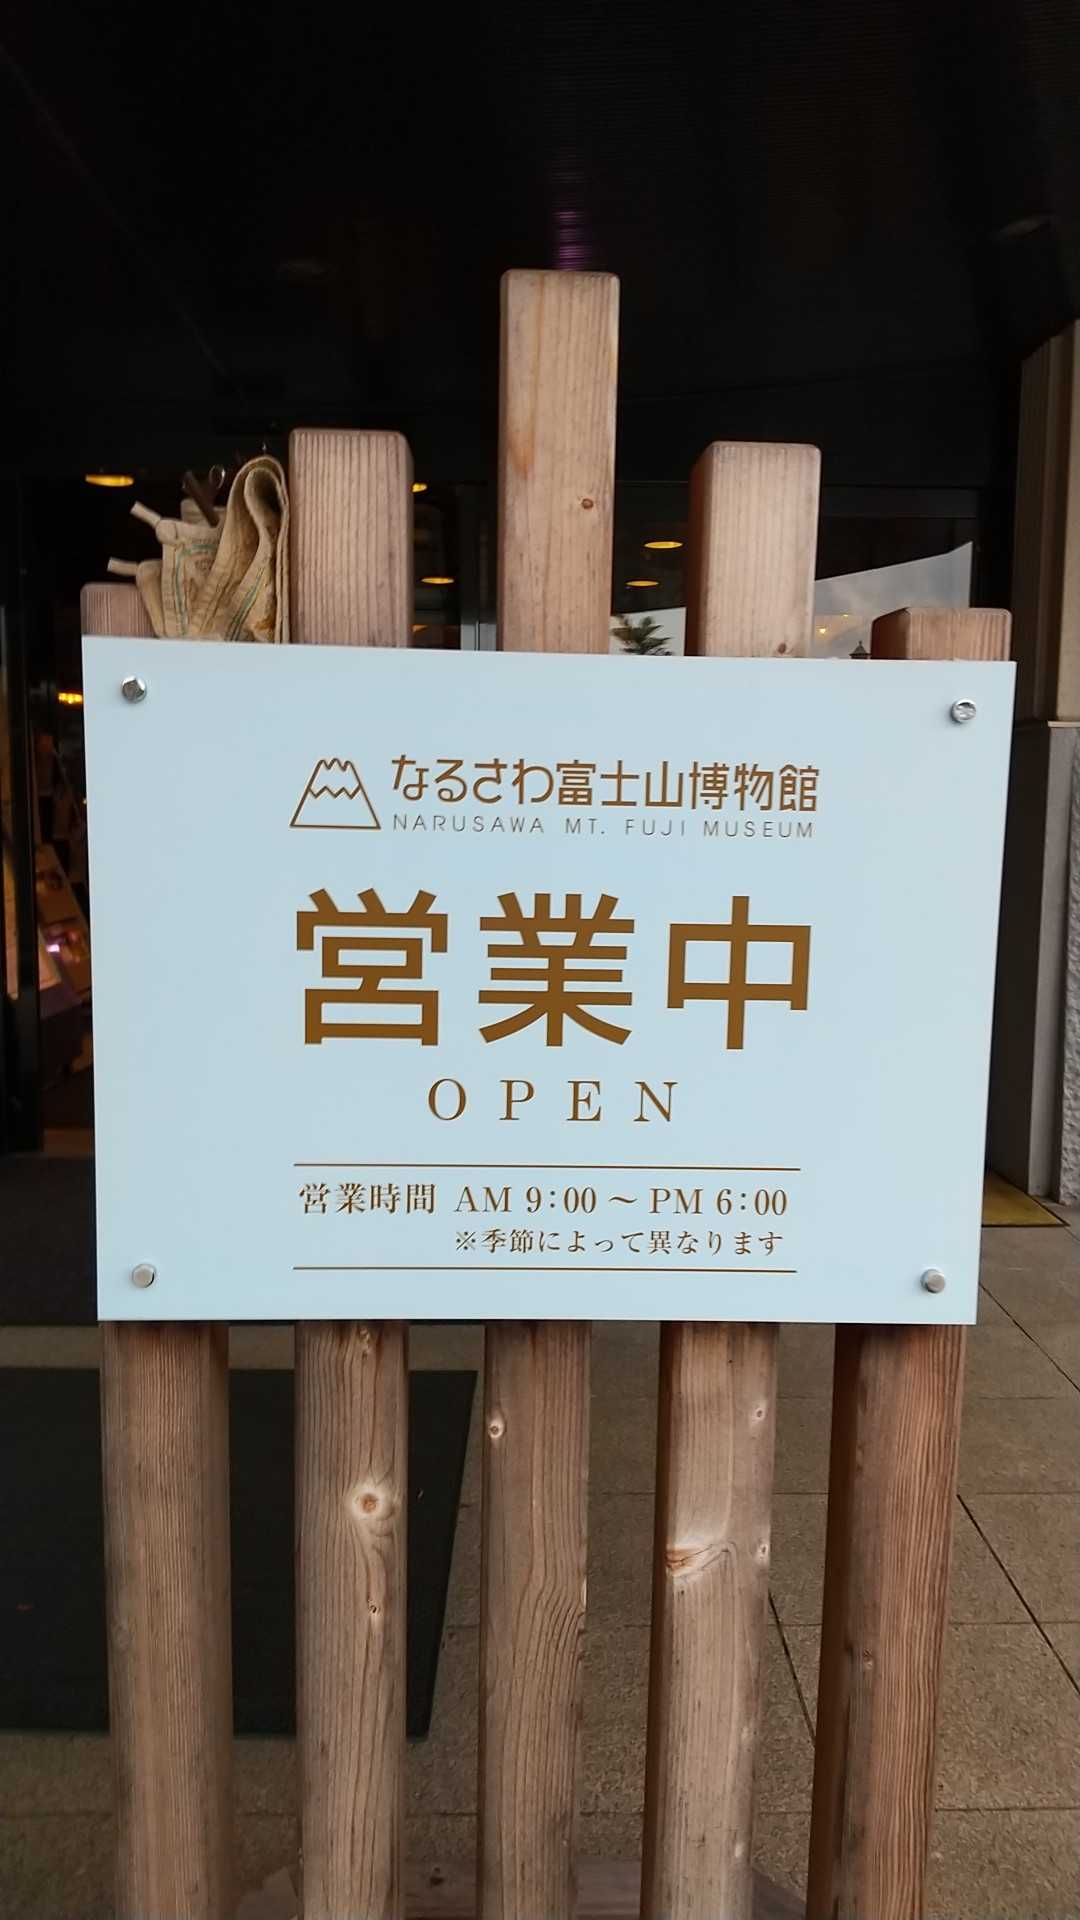 なるさわ富士山博物館
NARUSAWA MT. FUJI MUSEUM
営業中
OPEN
営業時間 AM 9:00 ～ PM 6:00
※季節によって異なります